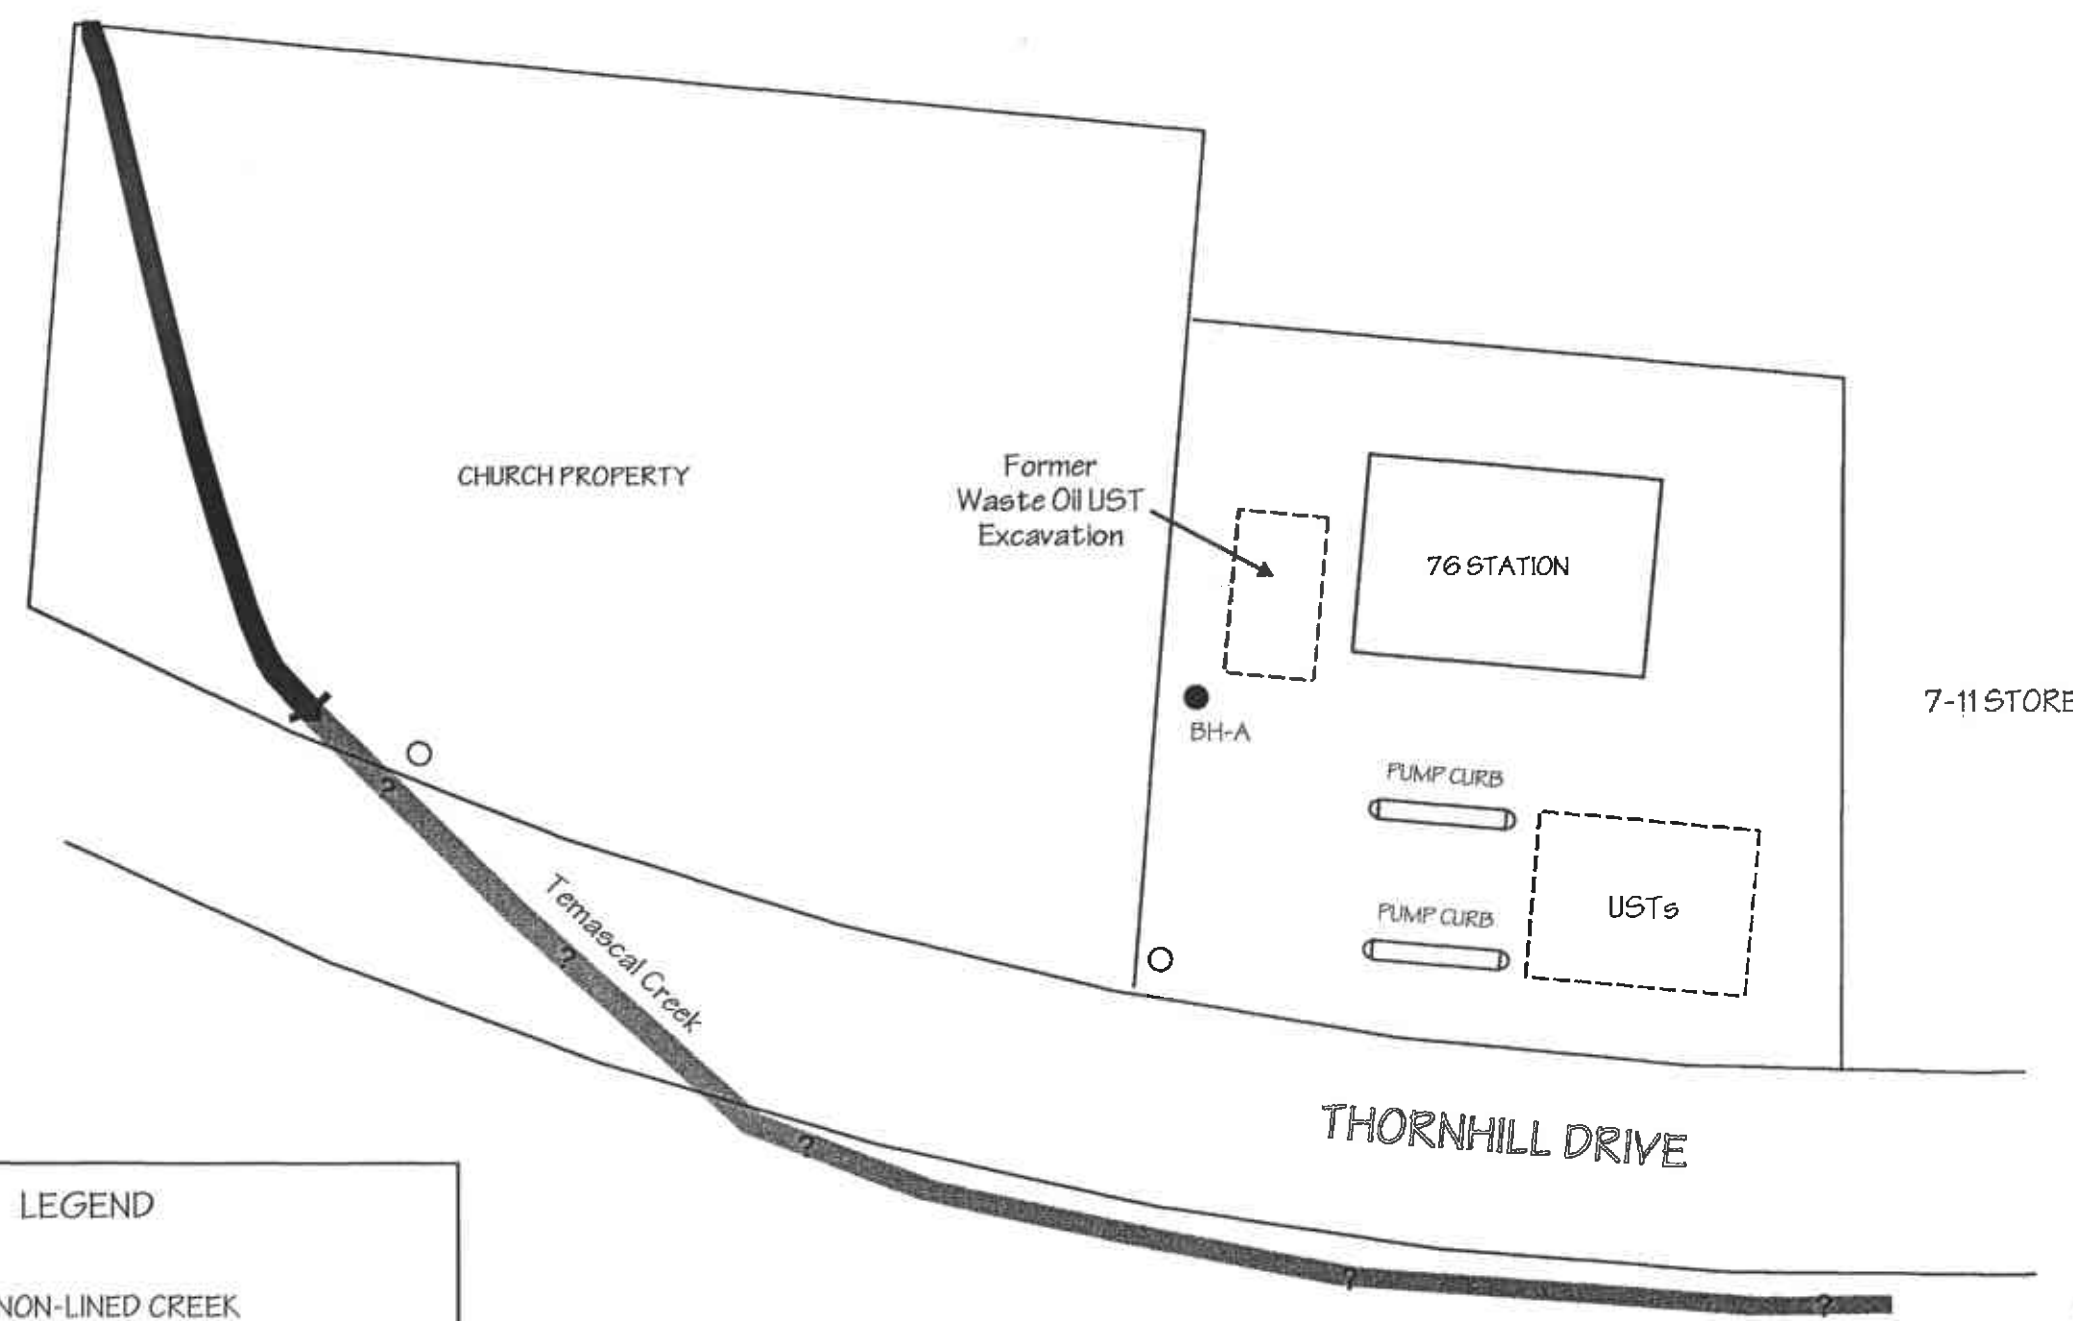 CHURCH PROPERTY
Former
Waste Oil UST
Excavation
76 STATION
7-11 STORE
BH-A
PUMP CURB
?
PUMP CURB
USTs
Temascal Creek
?
THORNHILL DRIVE
?
?
?
LEGEND
NON-LINED CREEK